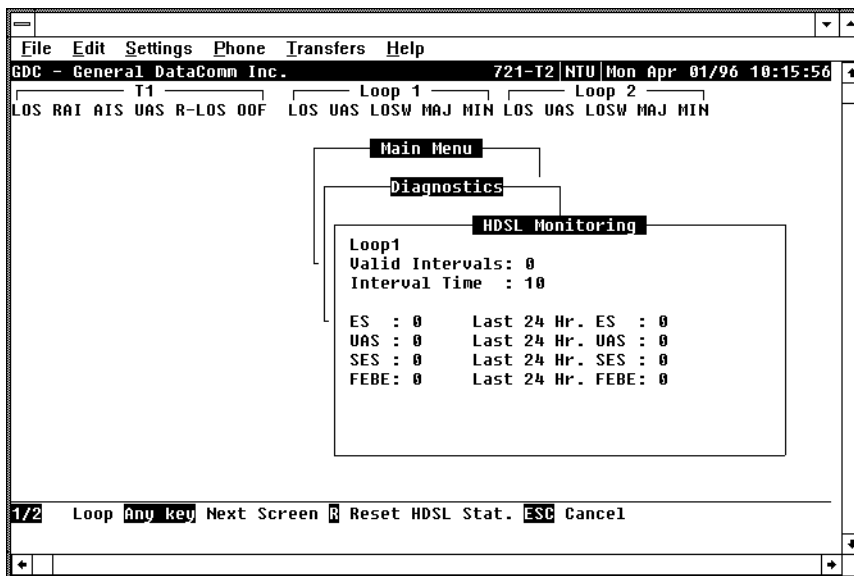 File Edit Settings Phone Transfers Help
GDC - General DataComm Inc. 721-T2 NTU Mon Apr 01/96 10:15:56
T1 Loop 1 Loop 2
LOS RAI AIS UAS R-LOS OOF LOS UAS LOSW MAJ MIN LOS UAS LOSW MAJ MIN
Main Menu
Diagnostics
HDSL Monitoring
Loop1
Valid Intervals: 0
Interval Time : 10
ES : 0 Last 24 Hr. ES : 0
UAS : 0 Last 24 Hr. UAS : 0
SES : 0 Last 24 Hr. SES : 0
FEBE: 0 Last 24 Hr. FEBE: 0
1/2 Loop Any key Next Screen R Reset HDSL Stat. ESC Cancel